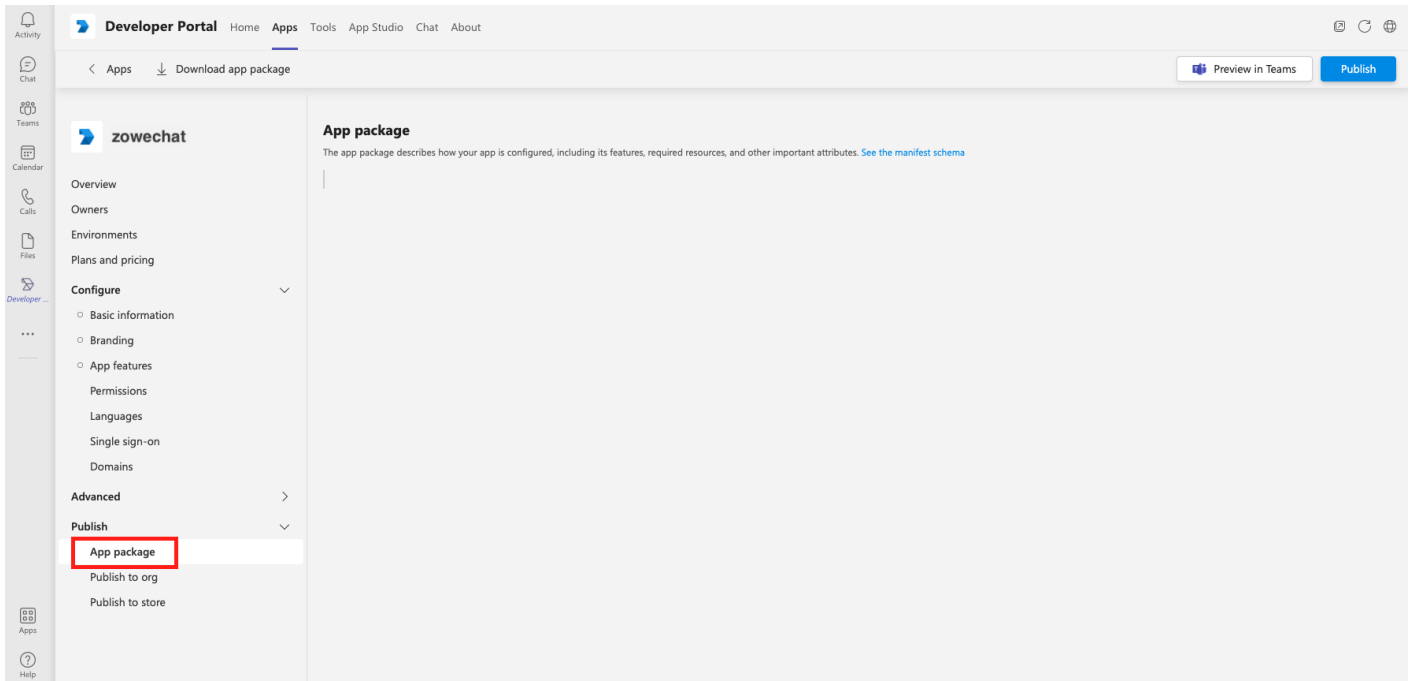 Activity
Chat
Teams
Calendar
Calls
Files
Developer ...
Apps
Help
Developer Portal Home Apps Tools App Studio Chat About
Apps Download app package Preview in Teams Publish
zowechat
Overview
Owners
Environments
Plans and pricing
Configure
Basic information
Branding
App features
Permissions
Languages
Single sign-on
Domains
Advanced
Publish
App package
Publish to org
Publish to store
App package
The app package describes how your app is configured, including its features, required resources, and other important attributes. See the manifest schema